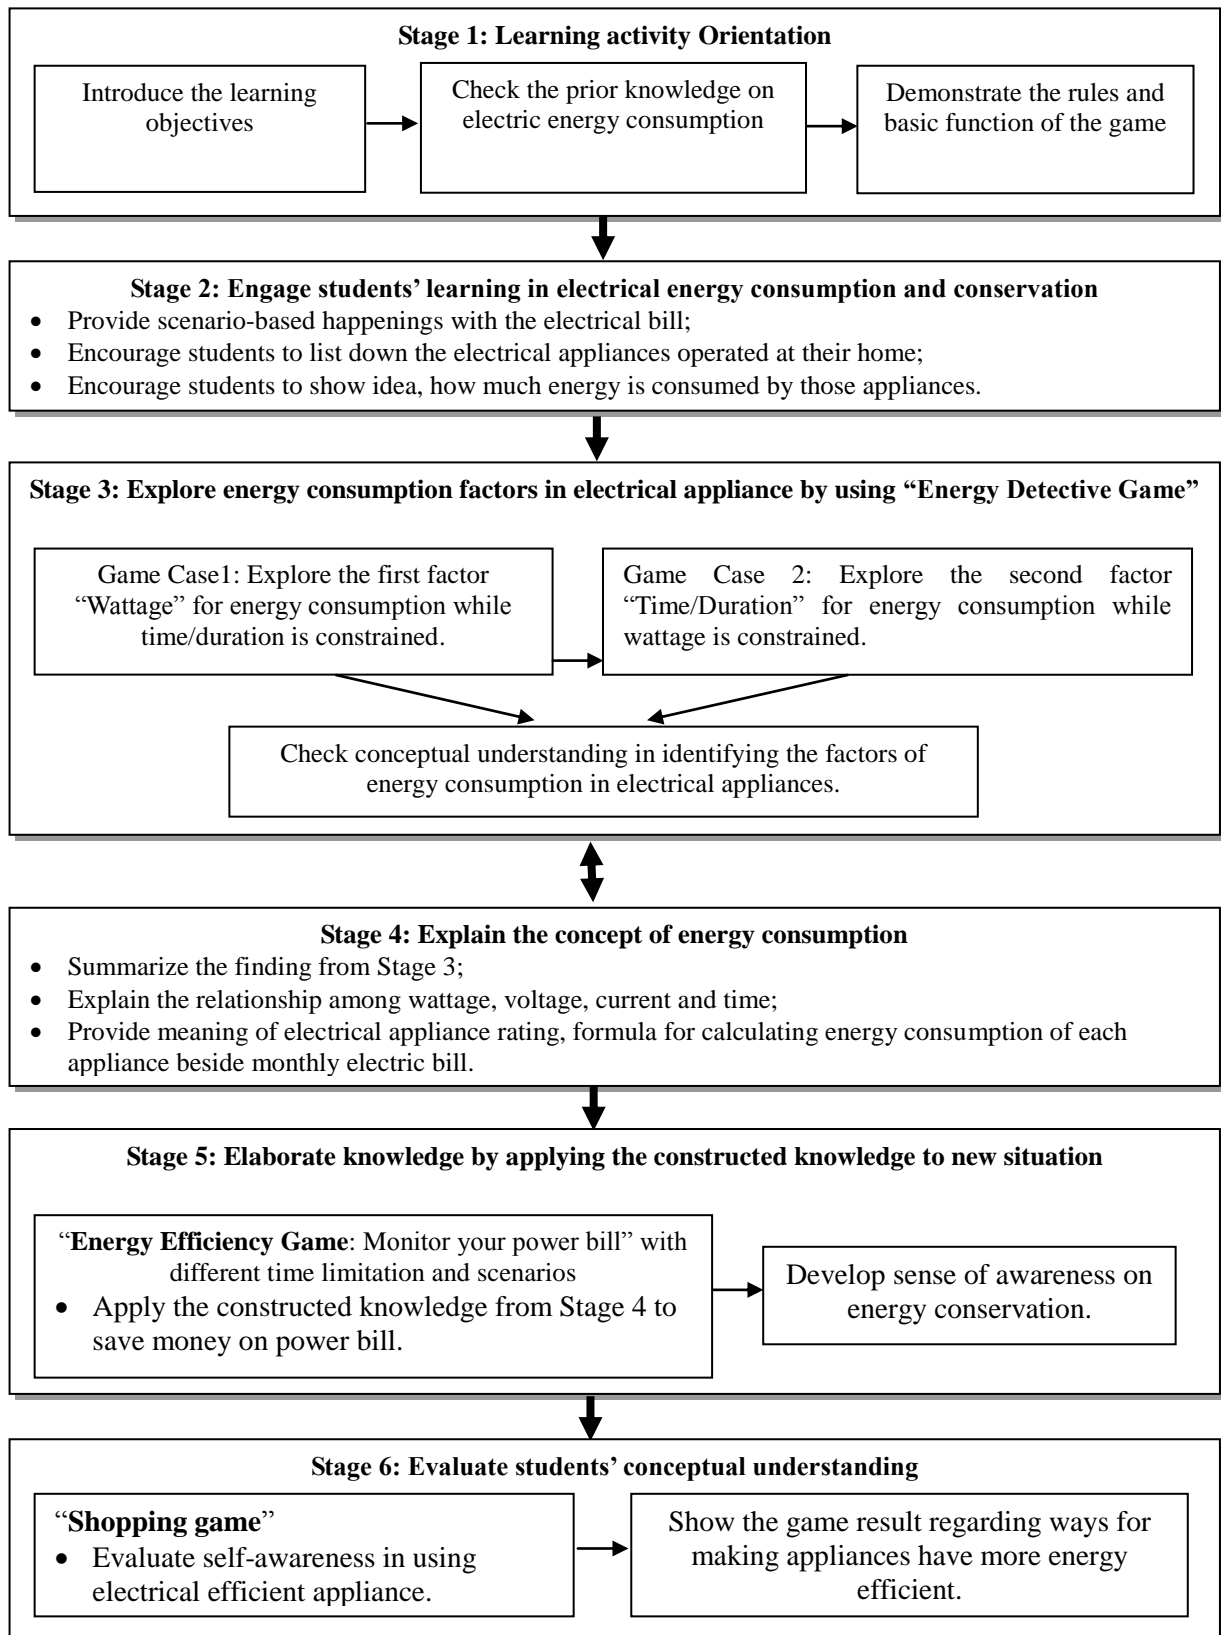 Stage 1: Learning activity Orientation
Introduce the learning
objectives
Check the prior knowledge on
electric energy consumption
Demonstrate the rules and
basic function of the game
Stage 2: Engage students’ learning in electrical energy consumption and conservation
• Provide scenario-based happenings with the electrical bill;
• Encourage students to list down the electrical appliances operated at their home;
• Encourage students to show idea, how much energy is consumed by those appliances.
Stage 3: Explore energy consumption factors in electrical appliance by using “Energy Detective Game”
Game Case1: Explore the first factor
“Wattage” for energy consumption while
time/duration is constrained.
Game Case 2: Explore the second factor
“Time/Duration” for energy consumption while
wattage is constrained.
Check conceptual understanding in identifying the factors of
energy consumption in electrical appliances.
Stage 4: Explain the concept of energy consumption
• Summarize the finding from Stage 3;
• Explain the relationship among wattage, voltage, current and time;
• Provide meaning of electrical appliance rating, formula for calculating energy consumption of each
appliance beside monthly electric bill.
Stage 5: Elaborate knowledge by applying the constructed knowledge to new situation
“Energy Efficiency Game: Monitor your power bill” with
different time limitation and scenarios
• Apply the constructed knowledge from Stage 4 to
save money on power bill.
Develop sense of awareness on
energy conservation.
Stage 6: Evaluate students’ conceptual understanding
“Shopping game”
• Evaluate self-awareness in using
electrical efficient appliance.
Show the game result regarding ways for
making appliances have more energy
efficient.